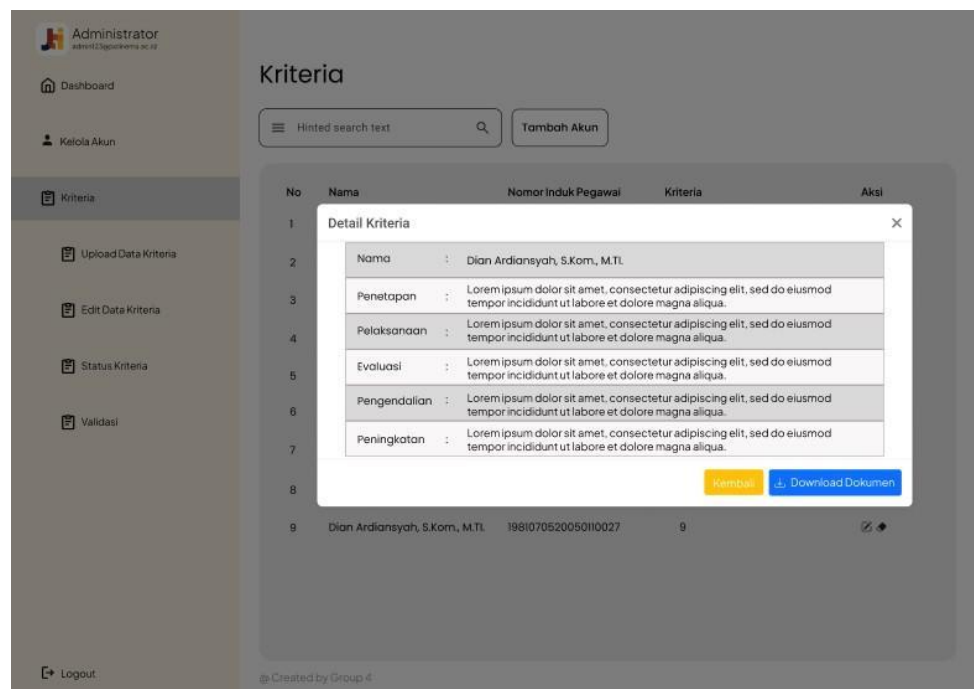 Administrator
Dashboard
Kelola Akun
Kriteria
Upload Data Kriteria
Edit Data Kriteria
Status Kriteria
Validasi
Logout
Kriteria
Hinted search text
Tambah Akun
No Nama Nomor Induk Pegawai Kriteria Aksi
1
2
3
4
5
6
7
8
9 Dian Ardiansyah, S.Kom., M.TI. 1981070520050110027 9
Detail Kriteria
Nama : Dian Ardiansyah, S.Kom., M.TI.
Penetapan : Lorem ipsum dolor sit amet, consectetur adipiscing elit, sed do eiusmod
tempor incididunt ut labore et dolore magna aliqua.
Pelaksanaan : Lorem ipsum dolor sit amet, consectetur adipiscing elit, sed do eiusmod
tempor incididunt ut labore et dolore magna aliqua.
Evaluasi : Lorem ipsum dolor sit amet, consectetur adipiscing elit, sed do eiusmod
tempor incididunt ut labore et dolore magna aliqua.
Pengendalian : Lorem ipsum dolor sit amet, consectetur adipiscing elit, sed do eiusmod
tempor incididunt ut labore et dolore magna aliqua.
Peningkatan : Lorem ipsum dolor sit amet, consectetur adipiscing elit, sed do eiusmod
tempor incididunt ut labore et dolore magna aliqua.
Kembali
Download Dokumen
@ Created by Group 4